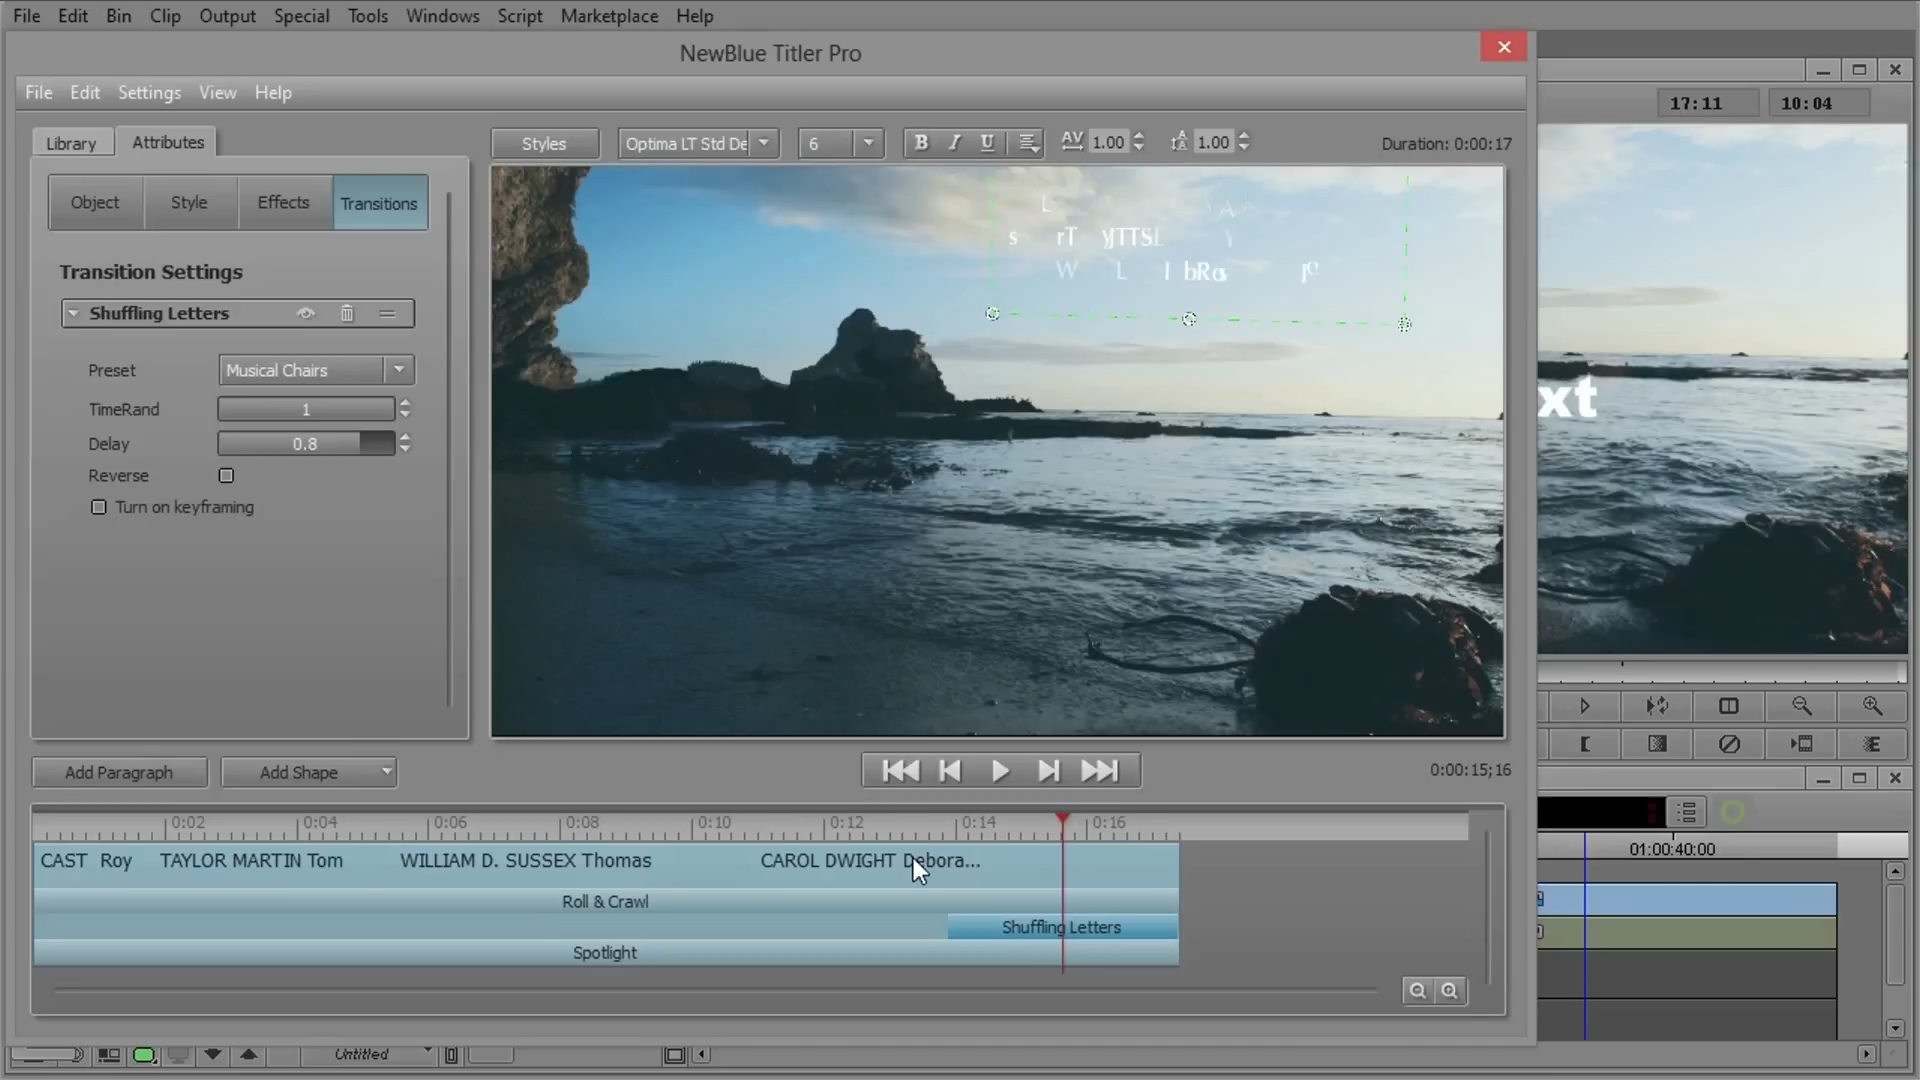 File Edit Bin Clip Output Special Tools Windows Script Marketplace Help
NewBlue Titler Pro
File Edit Settings View Help
17:11 10:04
Library Attributes
Styles Optima LT Std De 6 B I U AV 1.00 tA 1.00 Duration: 0:00:17
Object Style Effects Transitions
Transition Settings
Shuffling Letters
Preset Musical Chairs
TimeRand 1
Delay 0.8
Reverse
Turn on keyframing
s rT yJTTSL Y
W L I bRas
xt
Add Paragraph Add Shape
0:00:15;16
0:02 0:04 0:06 0:08 0:10 0:12 0:14 0:16
CAST Roy TAYLOR MARTIN Tom WILLIAM D. SUSSEX Thomas CAROL DWIGHT Debora...
Roll & Crawl
Shuffling Letters
Spotlight
01:00:40:00
Untitled